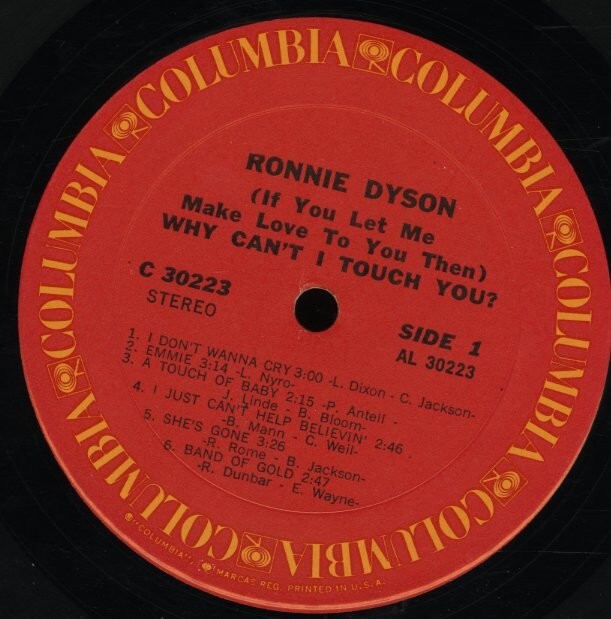 COLUMBIA COLUMBIA COLUMBIA COLUMBIA COLUMBIA COLUMBIA COLUMBIA COLUMBIA
RONNIE DYSON
(If You Let Me
Make Love To You Then)
WHY CAN'T I TOUCH YOU?
C 30223
STEREO
SIDE 1
AL 30223
1. I DON'T WANNA CRY 3:00 -L. Dixon - C. Jackson-
2. EMMIE 3:14 -L. Nyro-
3. A TOUCH OF BABY 2:15 -P. Antell -
J. Linde - B. Bloom-
4. I JUST CAN'T HELP BELIEVIN' 2:46
-B. Mann - C. Weil-
5. SHE'S GONE 3:26
-R. Rome - B. Jackson-
6. BAND OF GOLD 2:47
-R. Dunbar - E. Wayne-
"COLUMBIA", MARCAS REG. PRINTED IN U.S.A.